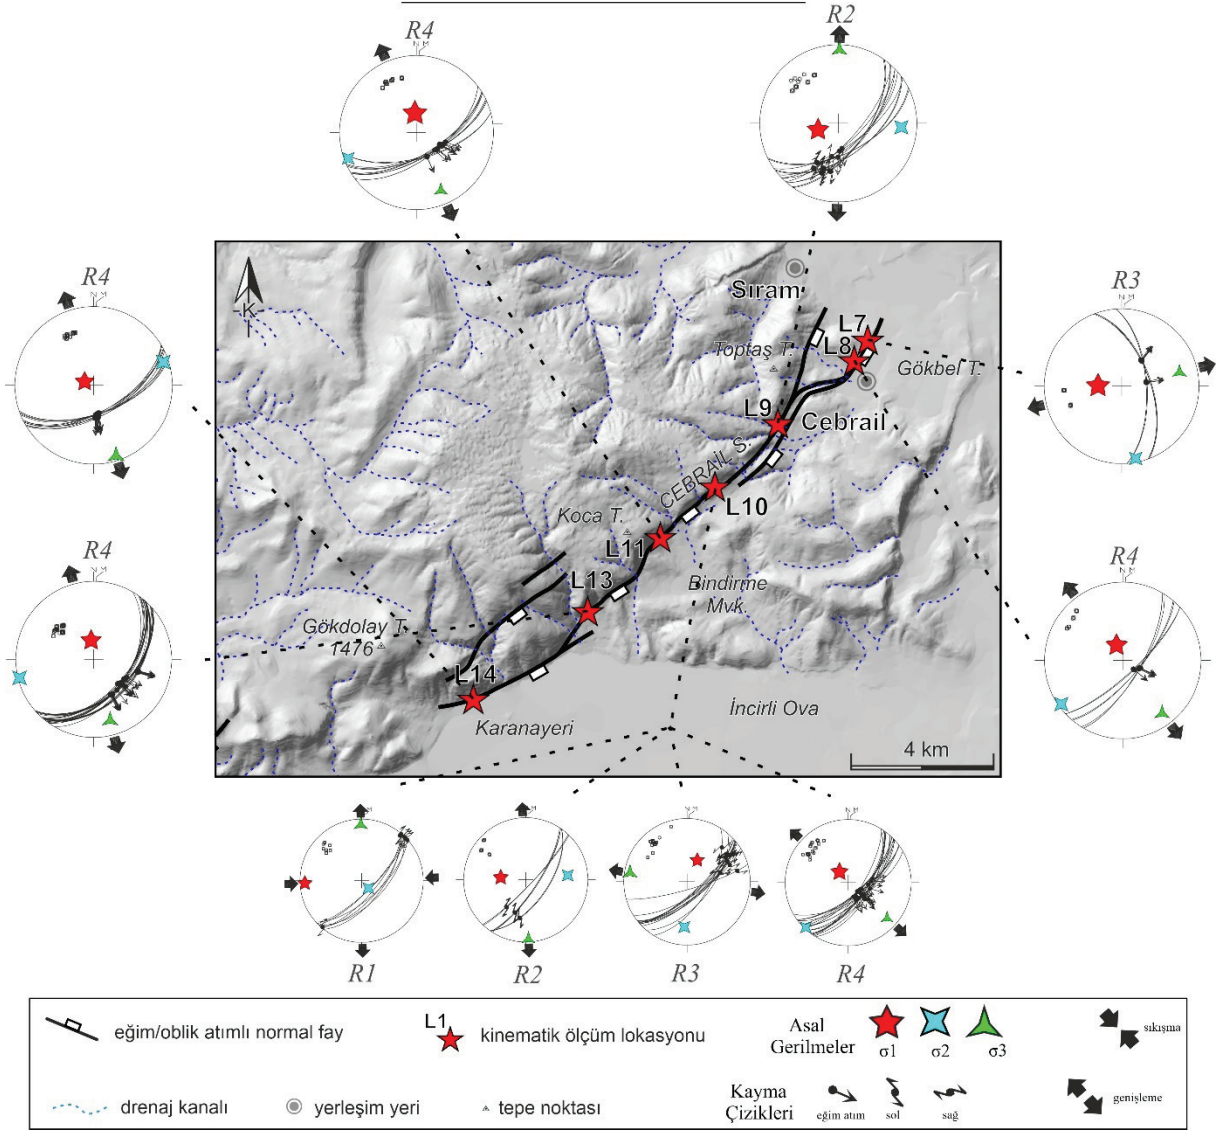 R4
N M
R2
N M
R4
N M
R3
N M
R4
N M
R4
N M
K
Sıram
L7
L8
Toptaş T.
Gökbel T.
L9
Cebrail
CEBRAİL S.
L10
Koca T.
L11
L13
Bindirme
Mvk.
Gökdolay T.
1476
L14
Karanayeri
İncirli Ova
4 km
R1
R2
R3
R4
eğim/oblik atımlı normal fay
L1
kinematik ölçüm lokasyonu
Asal
Gerilmeler
σ1
σ2
σ3
sıkışma
drenaj kanalı
yerleşim yeri
tepe noktası
Kayma
Çizikleri
eğim atım
sol
sağ
genişleme